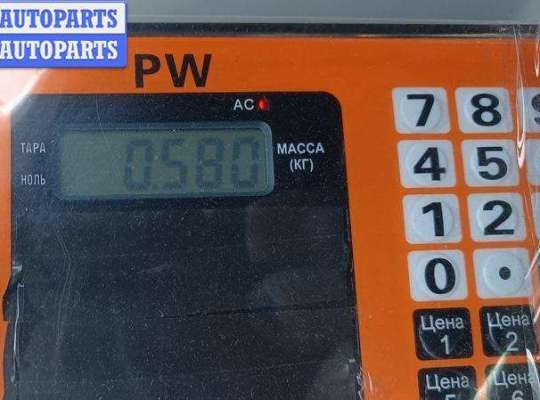 AUTOPARTS
AUTOPARTS
PW
AC
ТАРА
НОЛЬ
0.580
МАССА
(КГ)
7 8
4 5
1 2
0 .
Цена 1
Цена 2
Цена